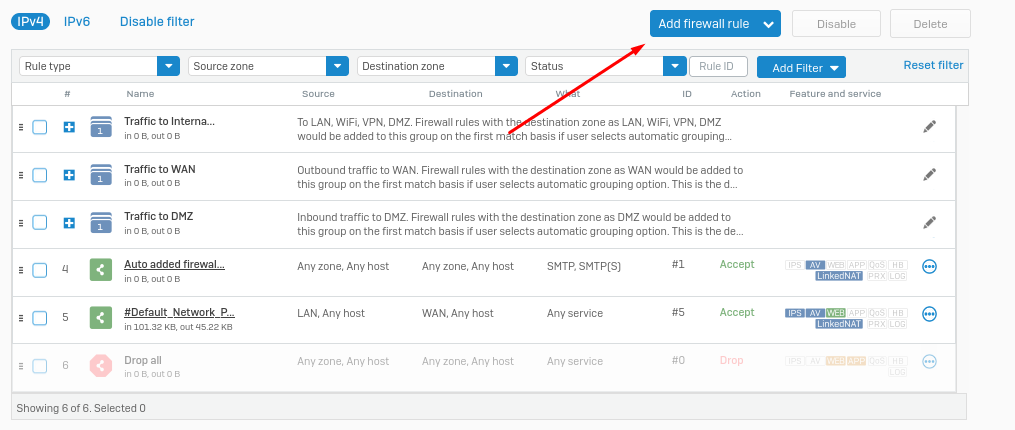 IPv4 IPv6 Disable filter Add firewall rule Disable Delete
Rule type Source zone Destination zone Status Rule ID Add Filter Reset filter
# Name Source Destination What ID Action Feature and service
1 Traffic to Interna... To LAN, WiFi, VPN, DMZ. Firewall rules with the destination zone as LAN, WiFi, VPN, DMZ
in 0 B, out 0 B would be added to this group on the first match basis if user selects automatic grouping...
1 Traffic to WAN Outbound traffic to WAN. Firewall rules with the destination zone as WAN would be added to
in 0 B, out 0 B this group on the first match basis if user selects automatic grouping option. This is the d...
1 Traffic to DMZ Inbound traffic to DMZ. Firewall rules with the destination zone as DMZ would be added to
in 0 B, out 0 B this group on the first match basis if user selects automatic grouping option. This is the de...
4 Auto added firewal... Any zone, Any host Any zone, Any host SMTP, SMTP(S) #1 Accept IPS AV WEB APP QoS HB
in 0 B, out 0 B LinkedNAT PRX LOG
5 #Default_Network_P... LAN, Any host WAN, Any host Any service #5 Accept IPS AV WEB APP QoS HB
in 101.32 KB, out 45.22 KB LinkedNAT PRX LOG
6 Drop all Any zone, Any host Any zone, Any host Any service #0 Drop IPS AV WEB APP QoS HB
in 0 B, out 0 B LOG
Showing 6 of 6. Selected 0